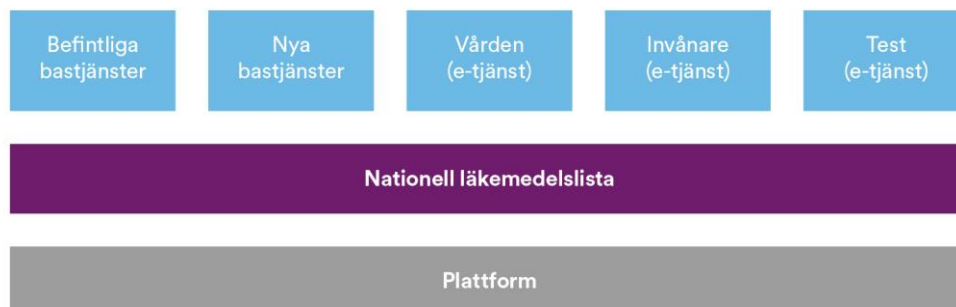 Befintliga
bastjänster
Nya
bastjänster
Vården
(e-tjänst)
Invånare
(e-tjänst)
Test
(e-tjänst)
Nationell läkemedelslista
Plattform